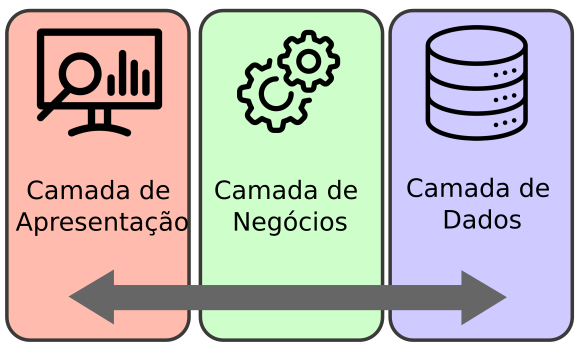 Camada de
Apresentação
Camada de
Negócios
Camada de
Dados